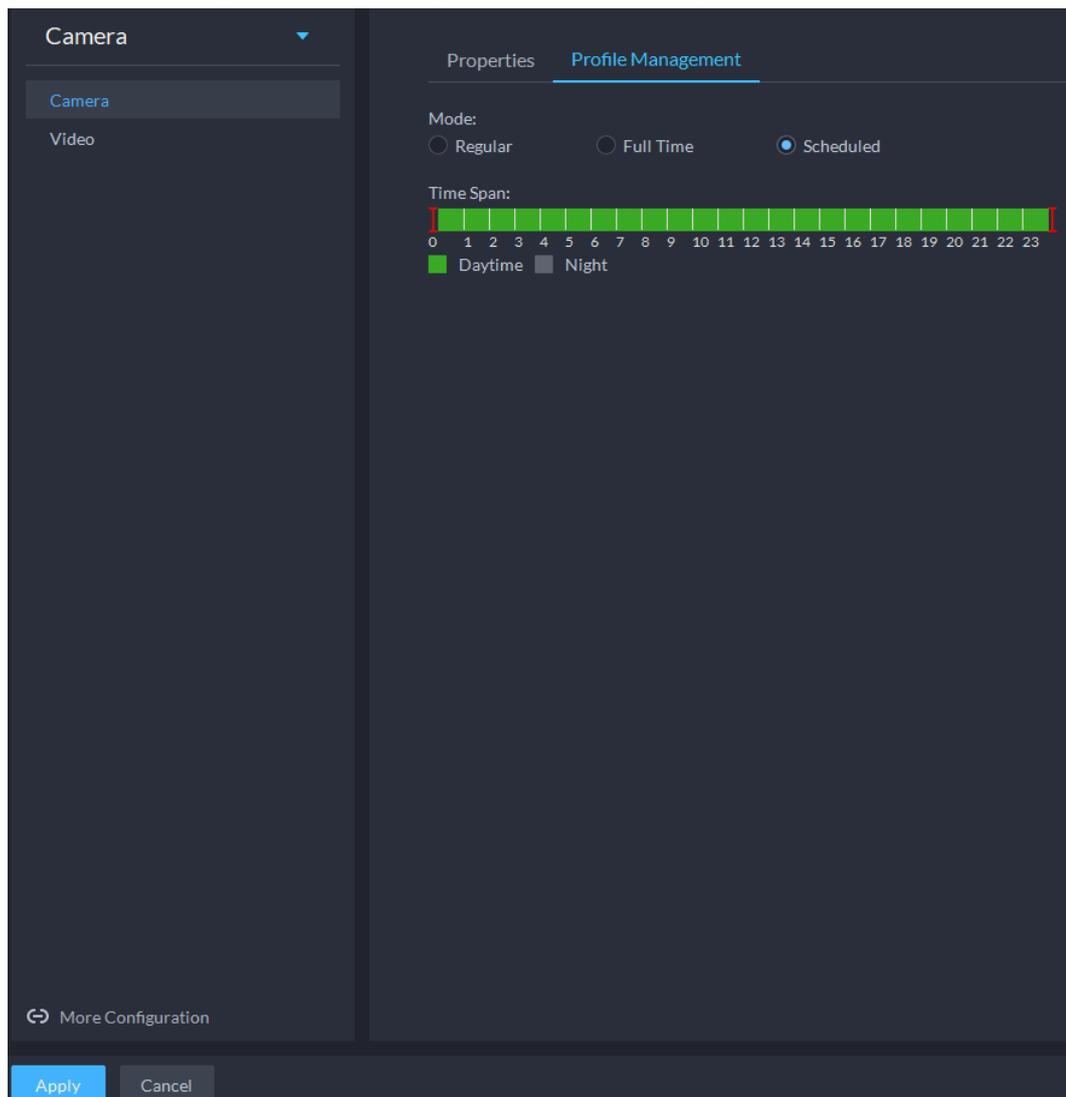 Camera
Camera
Video
More Configuration
Properties Profile Management
Mode:
Regular Full Time Scheduled
Time Span:
0 1 2 3 4 5 6 7 8 9 10 11 12 13 14 15 16 17 18 19 20 21 22 23
Daytime Night
Apply Cancel